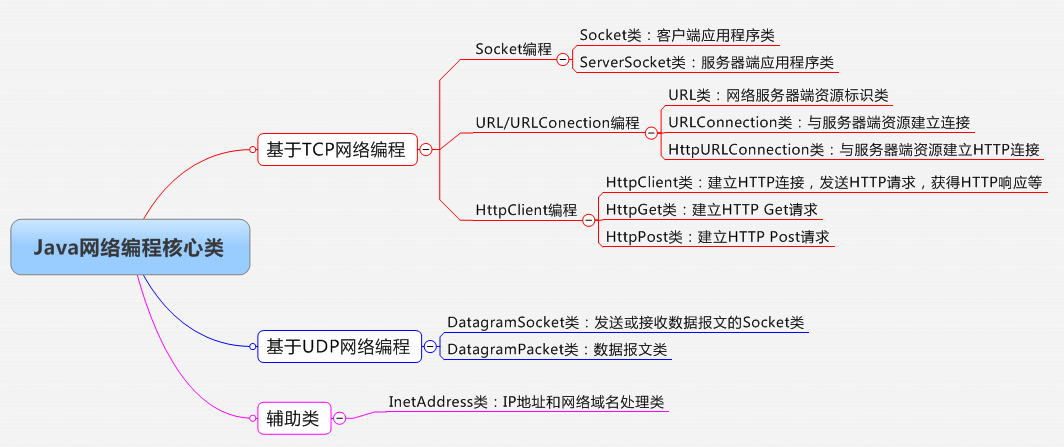 Java网络编程核心类
基于TCP网络编程
Socket编程
Socket类：客户端应用程序类
ServerSocket类：服务器端应用程序类
URL/URLConection编程
URL类：网络服务器端资源标识类
URLConnection类：与服务器端资源建立连接
HttpURLConnection类：与服务器端资源建立HTTP连接
HttpClient编程
HttpClient类：建立HTTP连接，发送HTTP请求，获得HTTP响应等
HttpGet类：建立HTTP Get请求
HttpPost类：建立HTTP Post请求
基于UDP网络编程
DatagramSocket类：发送或接收数据报文的Socket类
DatagramPacket类：数据报文类
辅助类
InetAddress类：IP地址和网络域名处理类